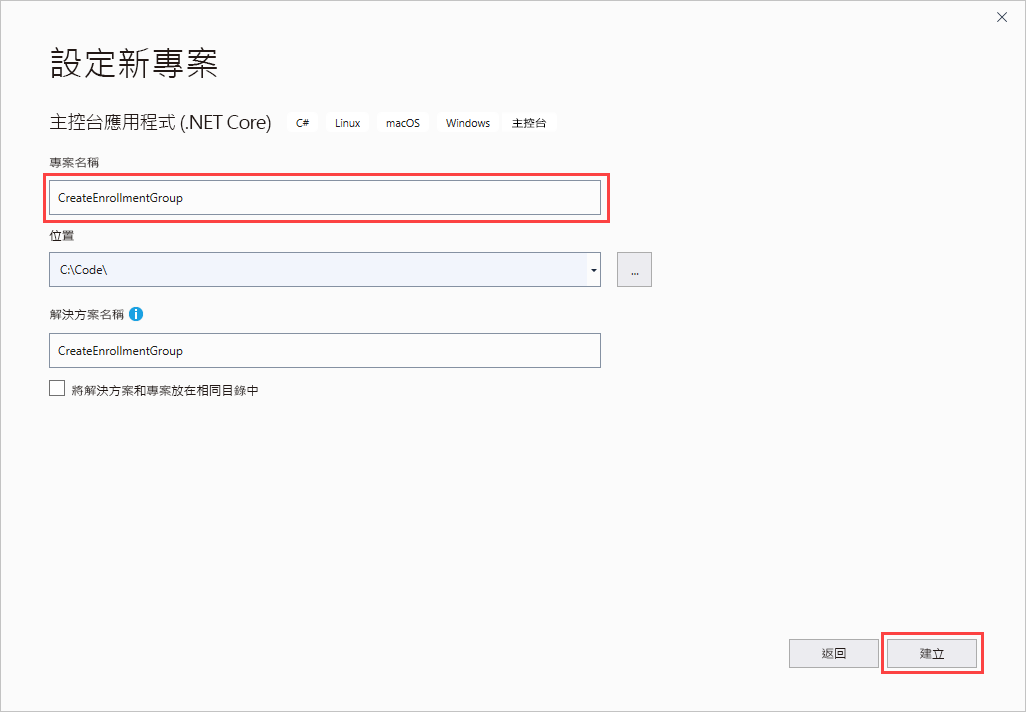 設定新專案
主控台應用程式 (.NET Core) C# Linux macOS Windows 主控台
專案名稱
CreateEnrollmentGroup
位置
C:\Code\
...
解決方案名稱
CreateEnrollmentGroup
將解決方案和專案放在相同目錄中
返回 建立